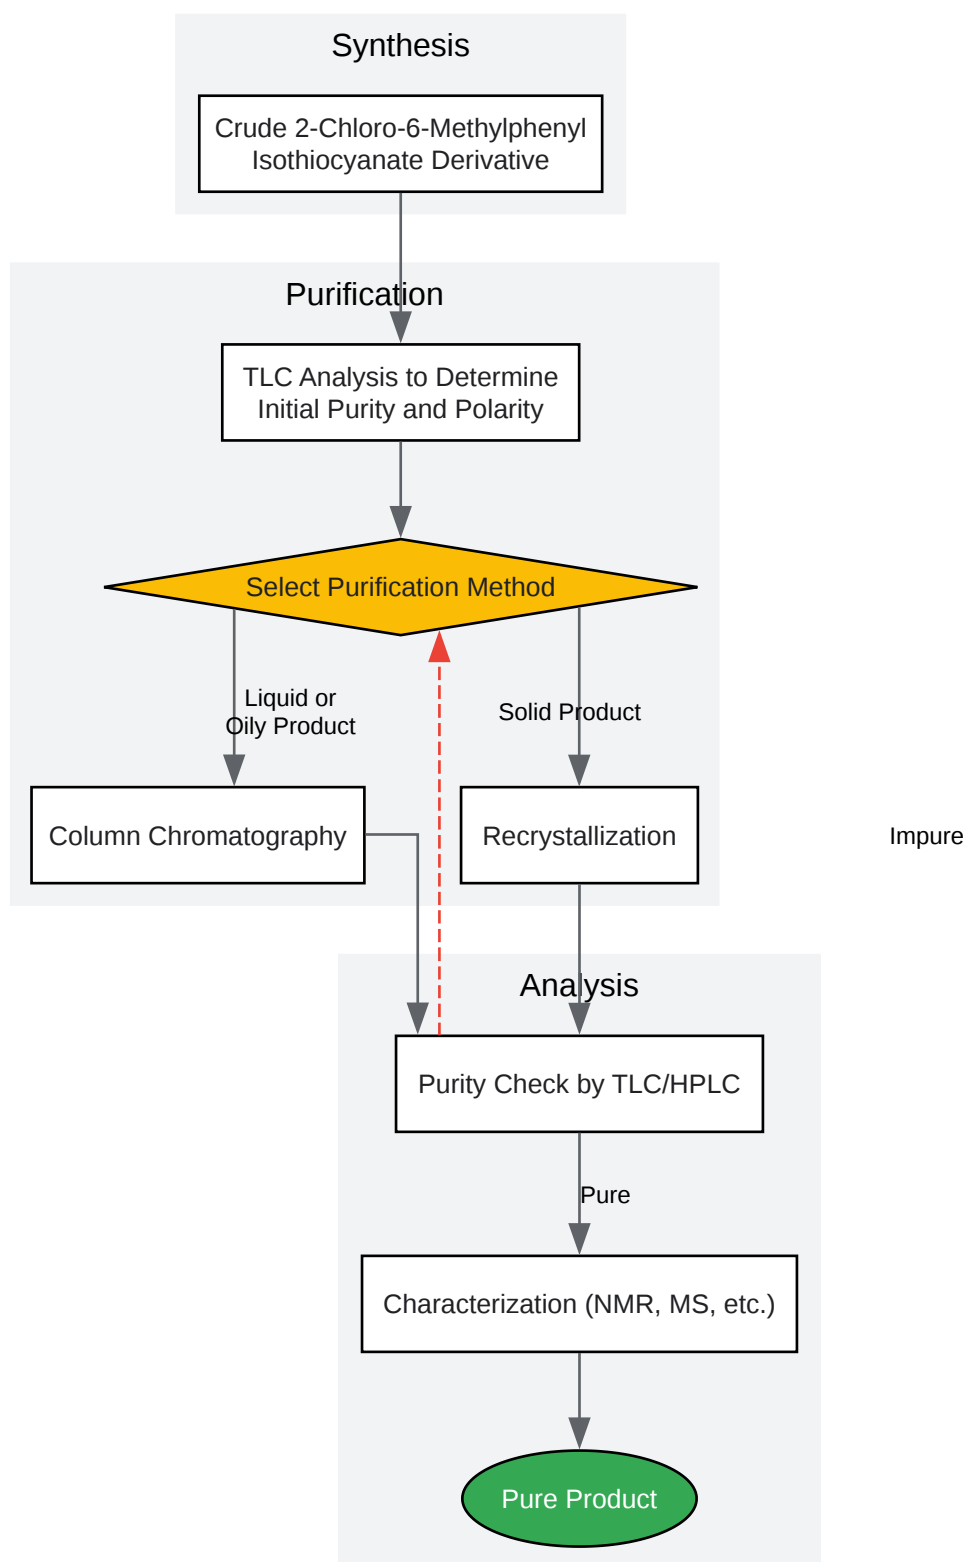 Synthesis
Crude 2-Chloro-6-Methylphenyl
Isothiocyanate Derivative
Purification
TLC Analysis to Determine
Initial Purity and Polarity
Select Purification Method
Liquid or
Oily Product
Solid Product
Column Chromatography
Recrystallization
Impure
Analysis
Purity Check by TLC/HPLC
Pure
Characterization (NMR, MS, etc.)
Pure Product